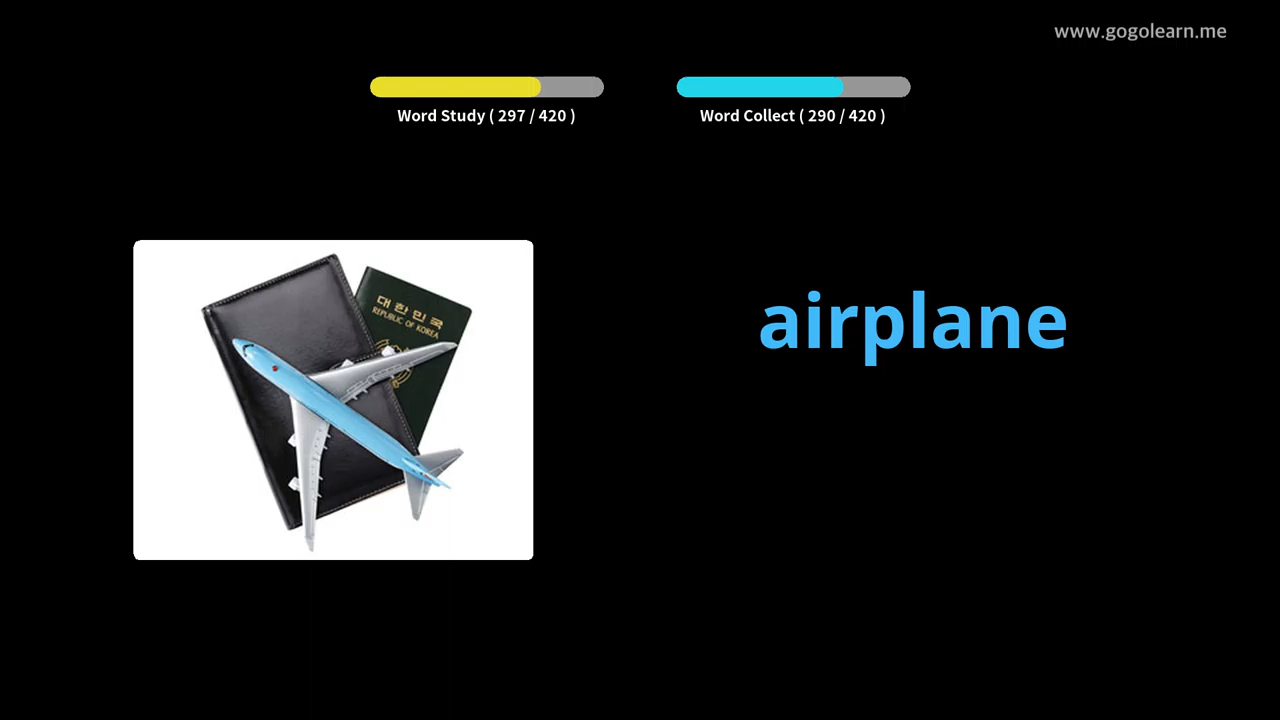 www.gogolearn.me
Word Study ( 297 / 420 )
Word Collect ( 290 / 420 )
대한민국
REPUBLIC OF KOREA
airplane